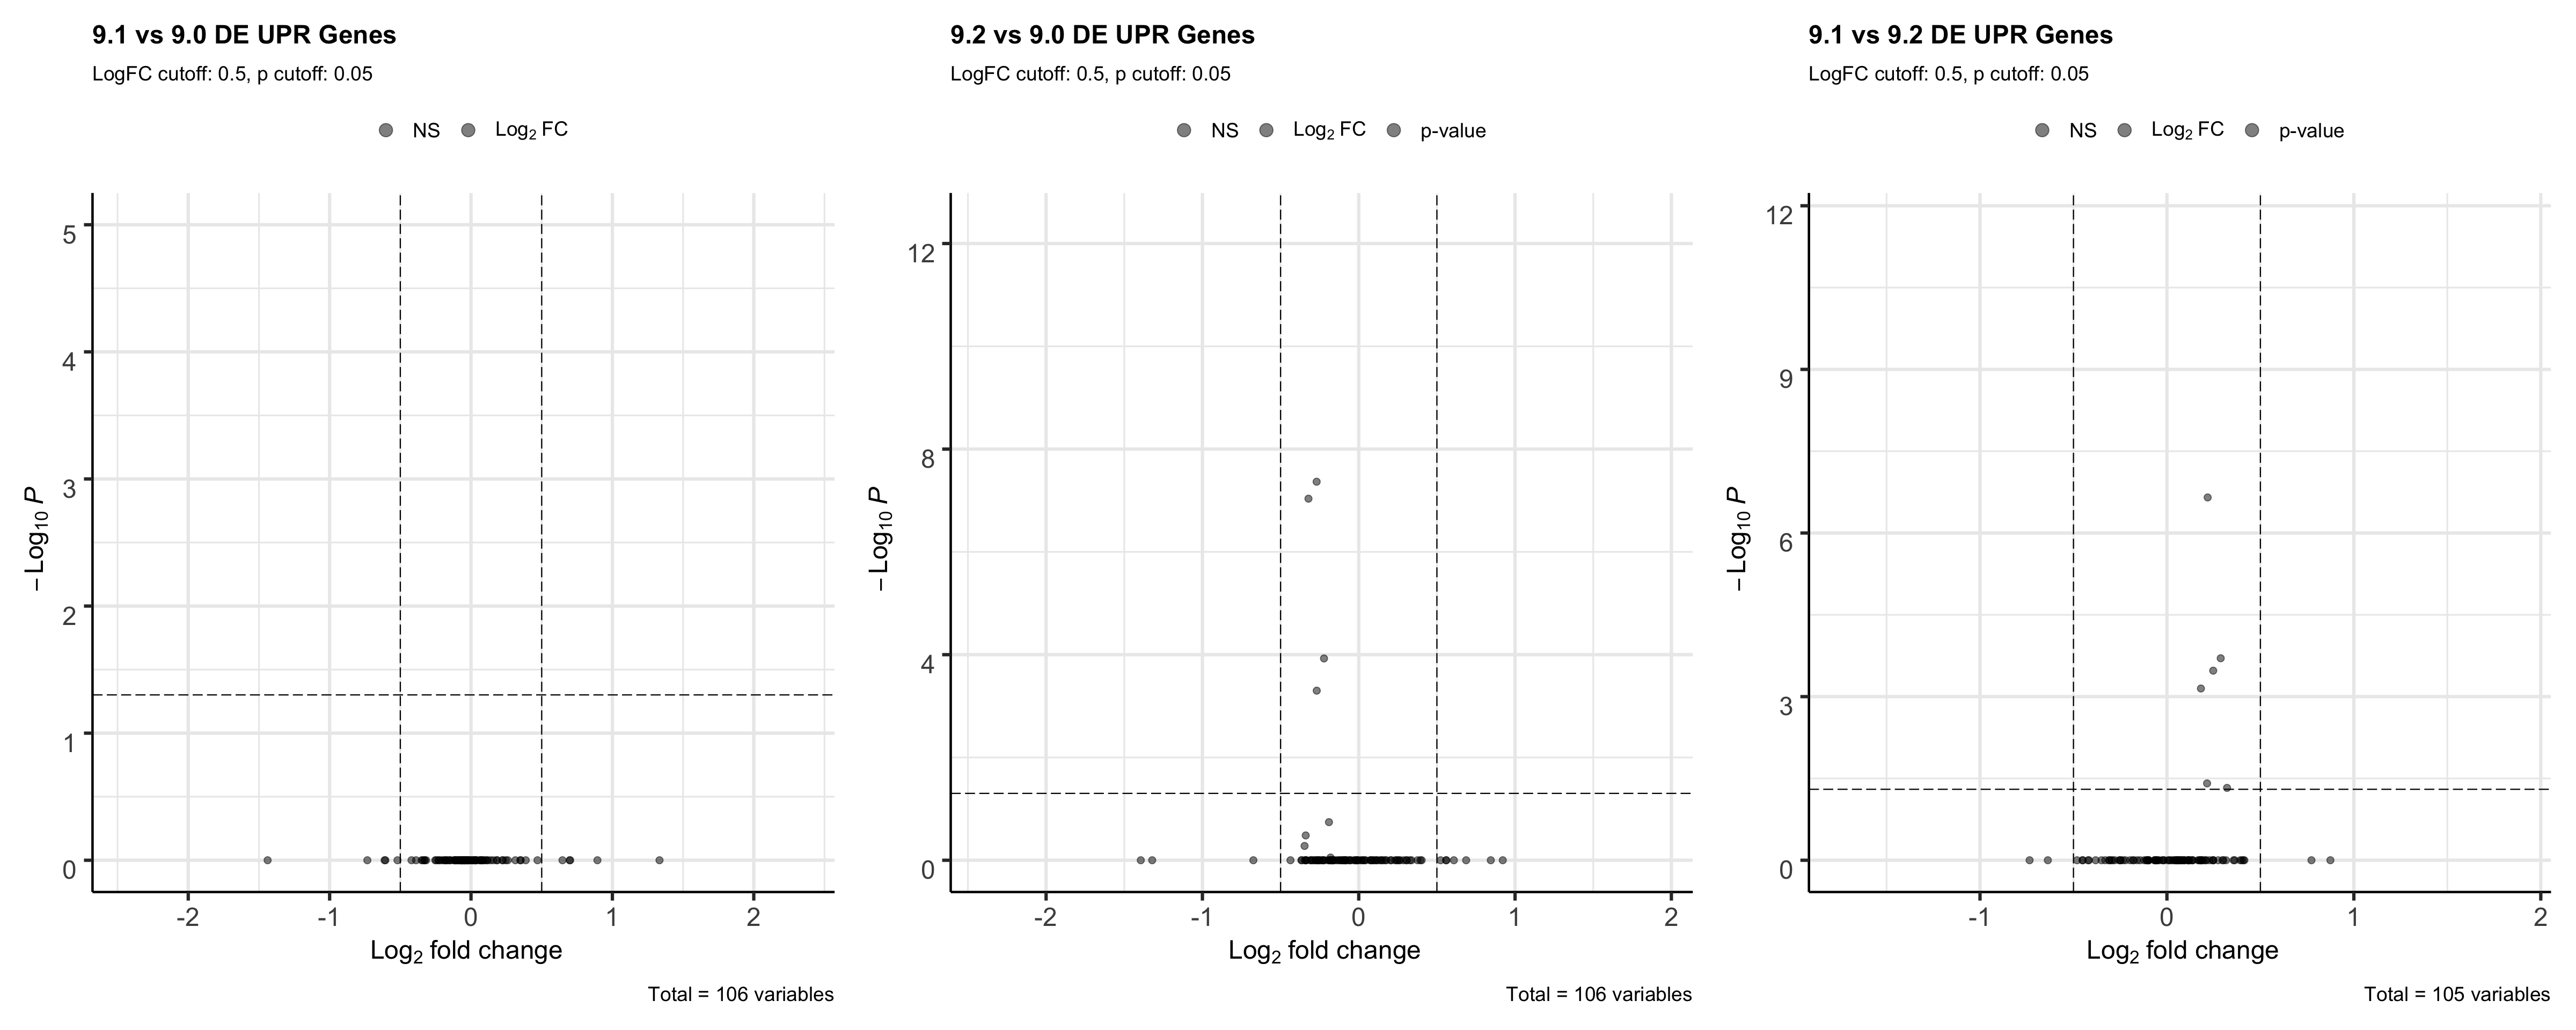 9.1 vs 9.0 DE UPR Genes
LogFC cutoff: 0.5, p cutoff: 0.05
NS Log2 FC
5
4
3
2
1
0
−Log10 P
-2 -1 0 1 2
Log2 fold change
Total = 106 variables
9.2 vs 9.0 DE UPR Genes
LogFC cutoff: 0.5, p cutoff: 0.05
NS Log2 FC p-value
12
8
4
0
−Log10 P
-2 -1 0 1 2
Log2 fold change
Total = 106 variables
9.1 vs 9.2 DE UPR Genes
LogFC cutoff: 0.5, p cutoff: 0.05
NS Log2 FC p-value
12
9
6
3
0
−Log10 P
-1 0 1 2
Log2 fold change
Total = 105 variables